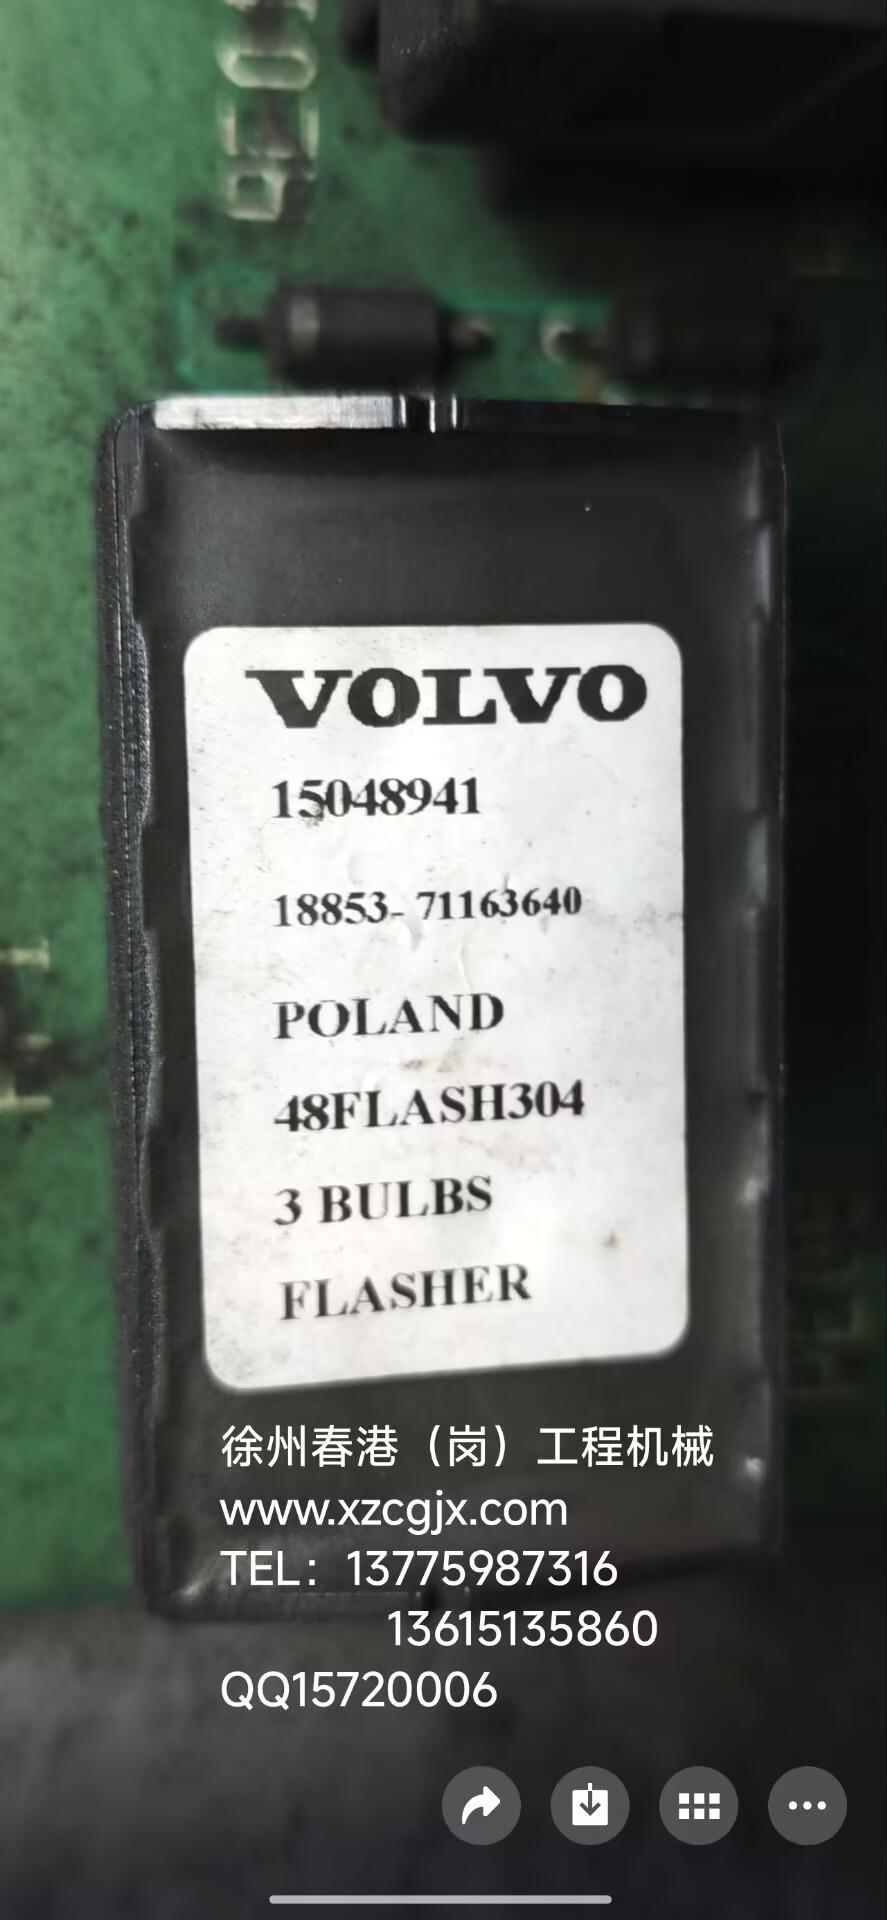 VOLVO
15048941
18853- 71163640
POLAND
48FLASH304
3 BULBS
FLASHER
徐州春港（岗）工程机械
www.xzcgjx.com
TEL：13775987316
13615135860
QQ15720006